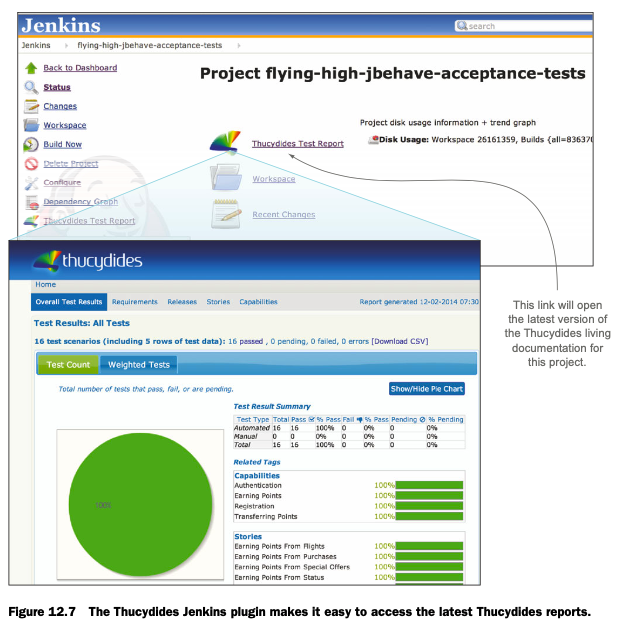 Jenkins
search
Jenkins flying-high-jbehave-acceptance-tests
Back to Dashboard
Status
Changes
Workspace
Build Now
Delete Project
Configure
Dependency Graph
Thucydides Test Report
Project flying-high-jbehave-acceptance-tests
Project disk usage information + trend graph
Disk Usage: Workspace 26161359, Builds {all=836370
Thucydides Test Report
Workspace
Recent Changes
This link will open
the latest version of
the Thucydides living
documentation for
this project.
thucydides
Home
Overall Test Results Requirements Releases Stories Capabilities Report generated 12-02-2014 07:30
Test Results: All Tests
16 test scenarios (including 5 rows of test data): 16 passed , 0 pending, 0 failed, 0 errors [Download CSV]
Test Count Weighted Tests
Total number of tests that pass, fail, or are pending.
Show/Hide Pie Chart
100%
Test Result Summary
Test Type Total Pass % Pass Fail % Pass Pending % Pending
Automated 16 16 100% 0 0% 0 0%
Manual 0 0 0% 0 0% 0 0%
Total 16 16 100% 0 0% 0 0%
Related Tags
Capabilities
Authentication 100%
Earning Points 100%
Registration 100%
Transferring Points 100%
Stories
Earning Points From Flights 100%
Earning Points From Purchases 100%
Earning Points From Special Offers 100%
Earning Points From Status 100%
Figure 12.7 The Thucydides Jenkins plugin makes it easy to access the latest Thucydides reports.